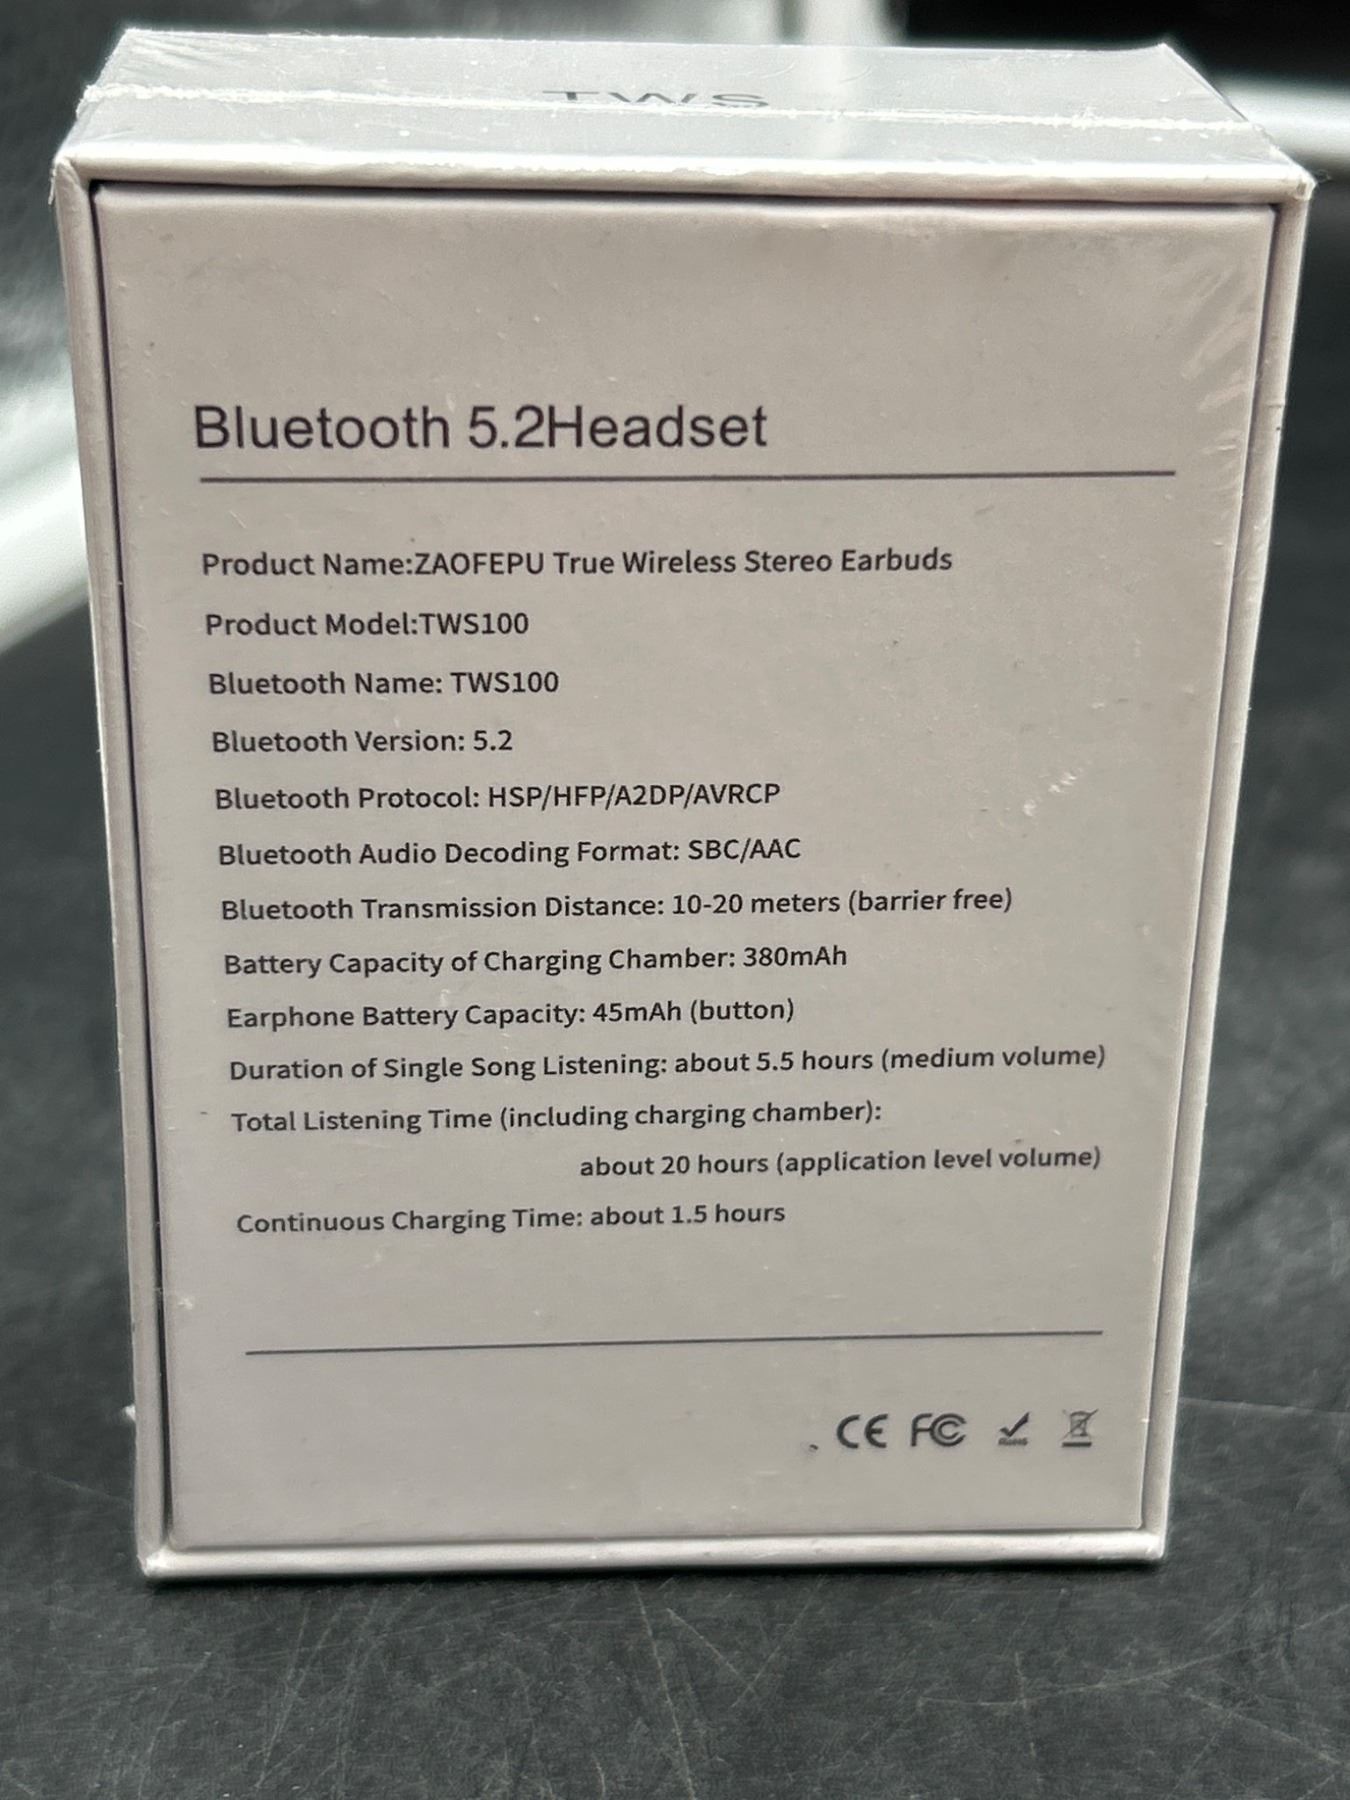 TWS
Bluetooth 5.2Headset
Product Name:ZAOFEPU True Wireless Stereo Earbuds
Product Model:TWS100
Bluetooth Name: TWS100
Bluetooth Version: 5.2
Bluetooth Protocol: HSP/HFP/A2DP/AVRCP
Bluetooth Audio Decoding Format: SBC/AAC
Bluetooth Transmission Distance: 10-20 meters (barrier free)
Battery Capacity of Charging Chamber: 380mAh
Earphone Battery Capacity: 45mAh (button)
Duration of Single Song Listening: about 5.5 hours (medium volume)
Total Listening Time (including charging chamber):
about 20 hours (application level volume)
Continuous Charging Time: about 1.5 hours
CE FC